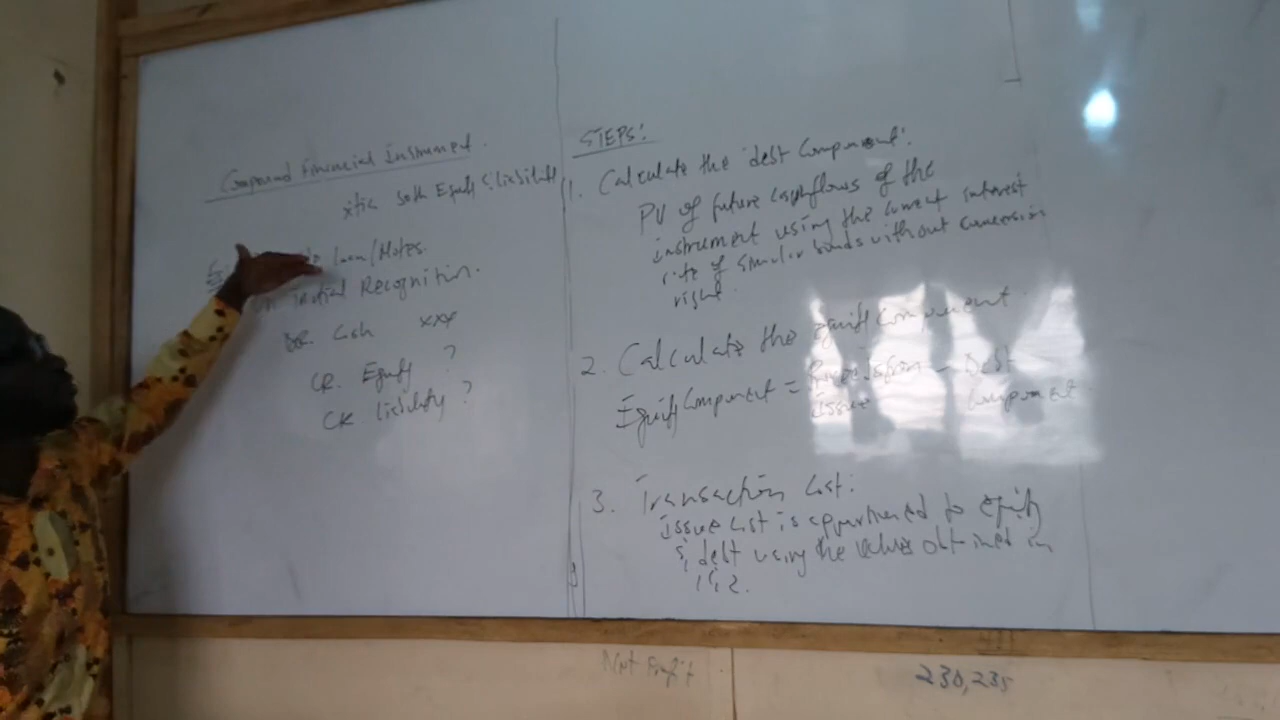 Compound Financial Instrument.
xtic both Equity & Liability
Loan/Notes.
initial Recognition.
DR. Cash xxx
CR. Equity ?
CR Liability ?
STEPS:
1. Calculate the debt Component:
PV of future cashflows of the
instrument using the current interest
rate of similar bonds without conversion
right.
2. Calculate the equity component
Equity Component = - Debt
issue Component
3. Transaction Cost:
issue cost is apportioned to equity
& debt using the values obtained in
1 & 2.
Net Profit 230,235